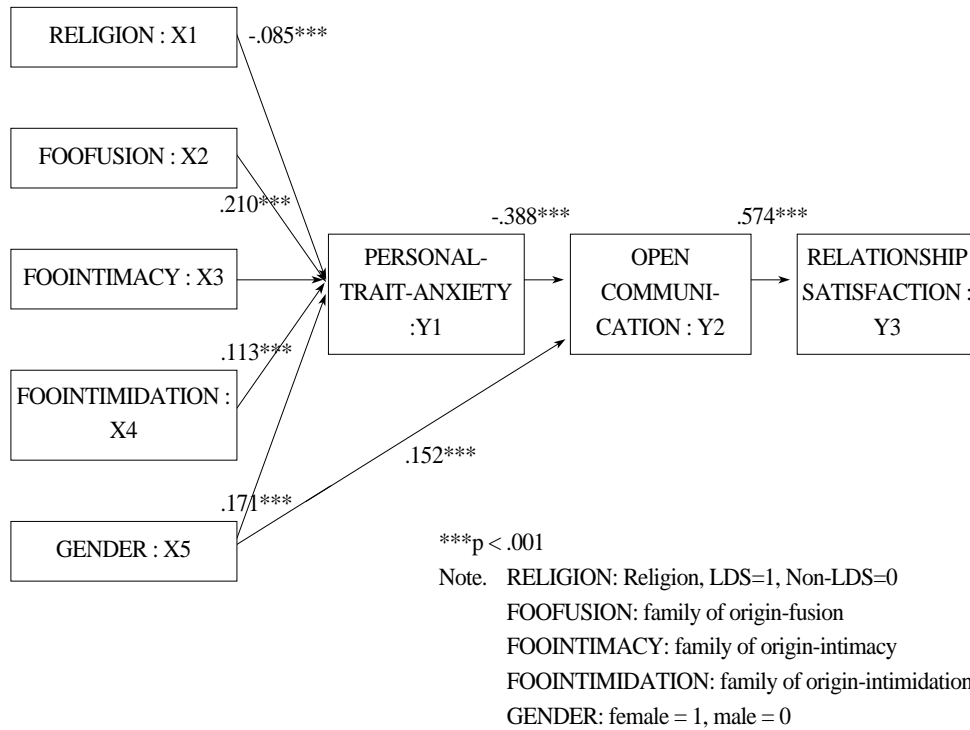 RELIGION : X1
-.085***
FOOFUSION : X2
.210***
-.388***
.574***
FOOINTIMACY : X3
PERSONAL-
TRAIT-ANXIETY
:Y1
OPEN
COMMUNI-
CATION : Y2
RELATIONSHIP
SATISFACTION :
Y3
.113***
FOOINTIMIDATION :
X4
.152***
.171***
GENDER : X5
***p < .001
Note. RELIGION: Religion, LDS=1, Non-LDS=0
FOOFUSION: family of origin-fusion
FOOINTIMACY: family of origin-intimacy
FOOINTIMIDATION: family of origin-intimidation
GENDER: female = 1, male = 0